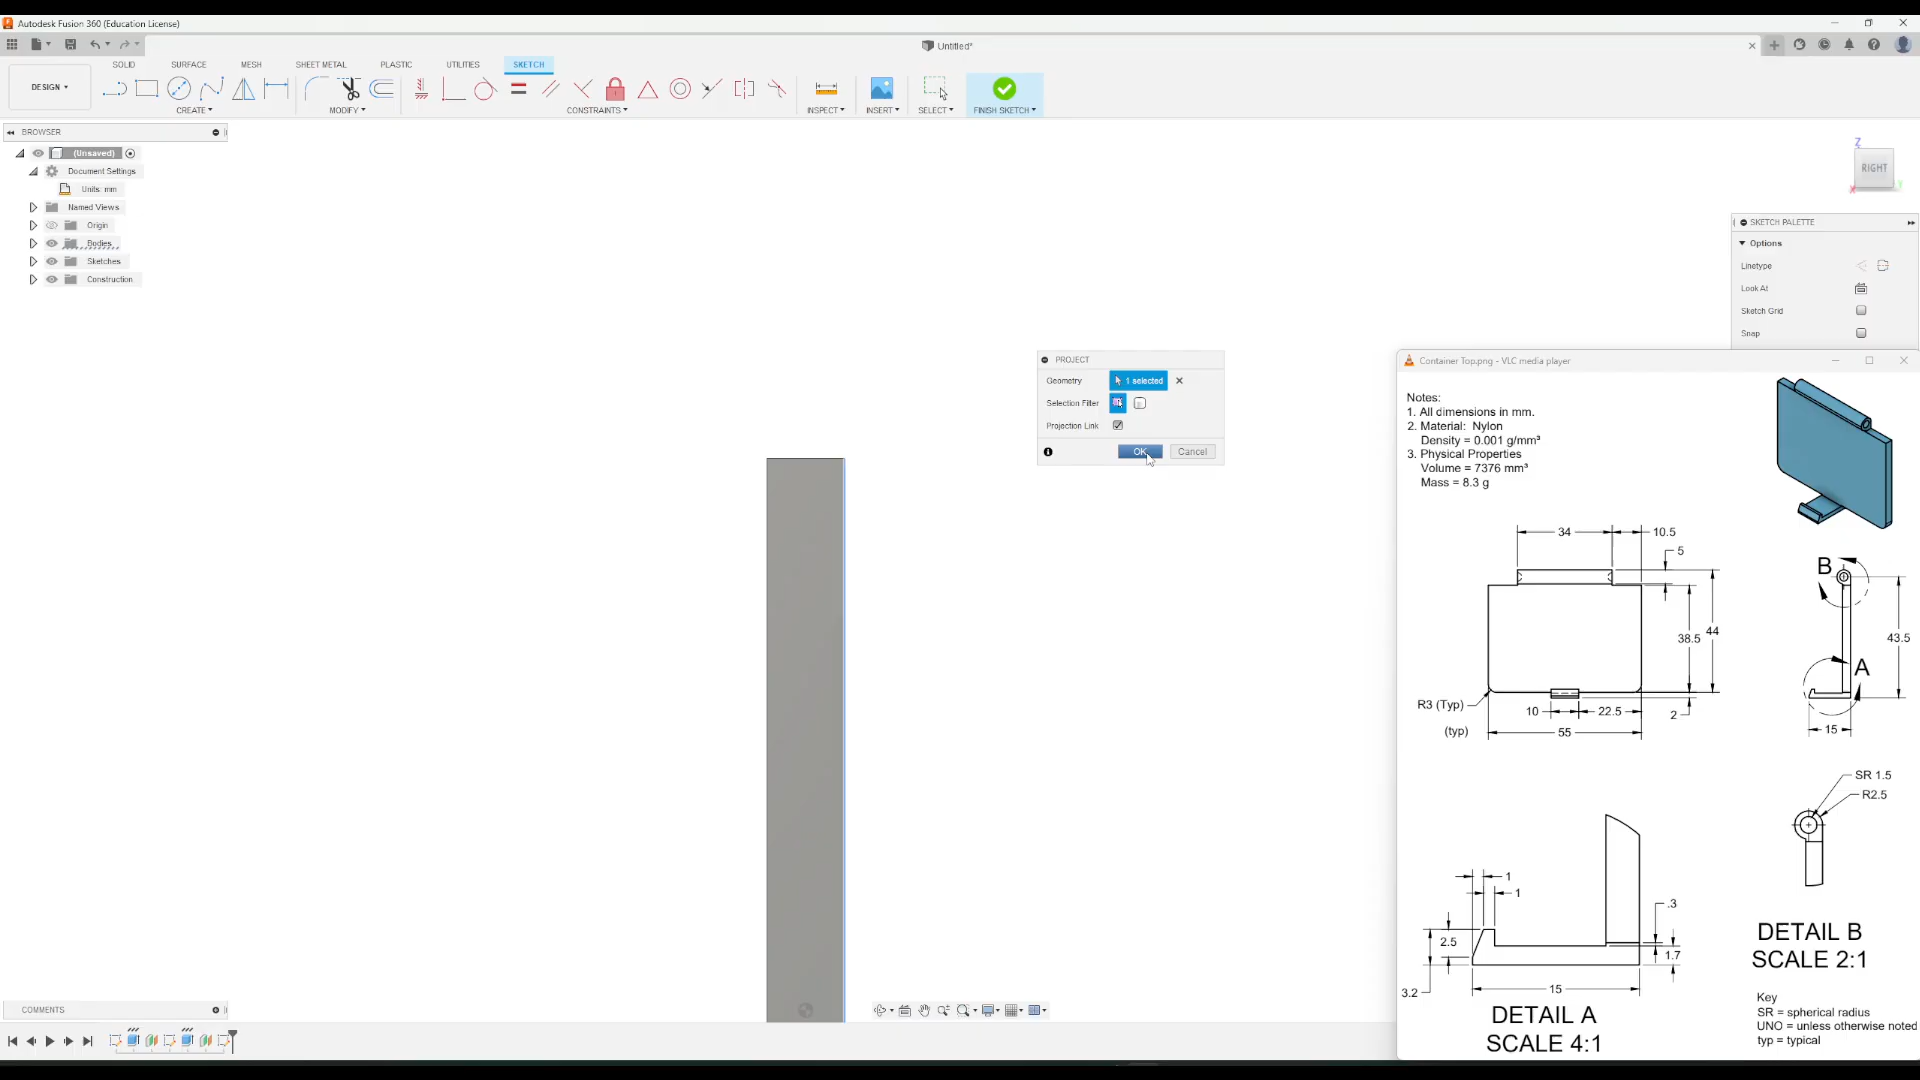 Autodesk Fusion 360 (Education License)
Untitled*
SOLID SURFACE MESH SHEET METAL PLASTIC UTILITIES SKETCH
DESIGN
CREATE MODIFY CONSTRAINTS INSPECT INSERT SELECT FINISH SKETCH
BROWSER
(Unsaved)
Document Settings
Units: mm
Named Views
Origin
Bodies
Sketches
Construction
Z
RIGHT
X
Y
SKETCH PALETTE
Options
Linetype
Look At
Sketch Grid
Snap
PROJECT
Geometry 1 selected
Selection Filter
Projection Link
OK Cancel
Container Top.png - VLC media player
Notes:
1. All dimensions in mm.
2. Material: Nylon
Density = 0.001 g/mm³
3. Physical Properties
Volume = 7376 mm³
Mass = 8.3 g
34 10.5
5
38.5 44
R3 (Typ)
(typ)
10 22.5 2
55
B
A
43.5
15
SR 1.5
R2.5
1
1
.3
2.5
1.7
3.2
15
DETAIL A
SCALE 4:1
DETAIL B
SCALE 2:1
Key
SR = spherical radius
UNO = unless otherwise noted
typ = typical
COMMENTS